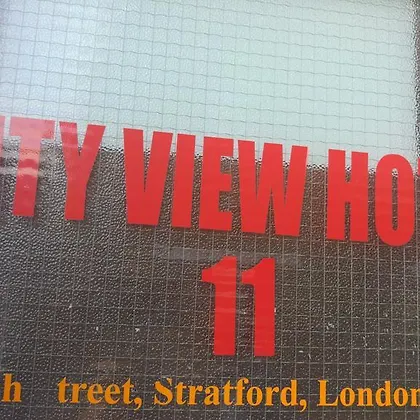 ITY VIEW HO
11
h treet, Stratford, London